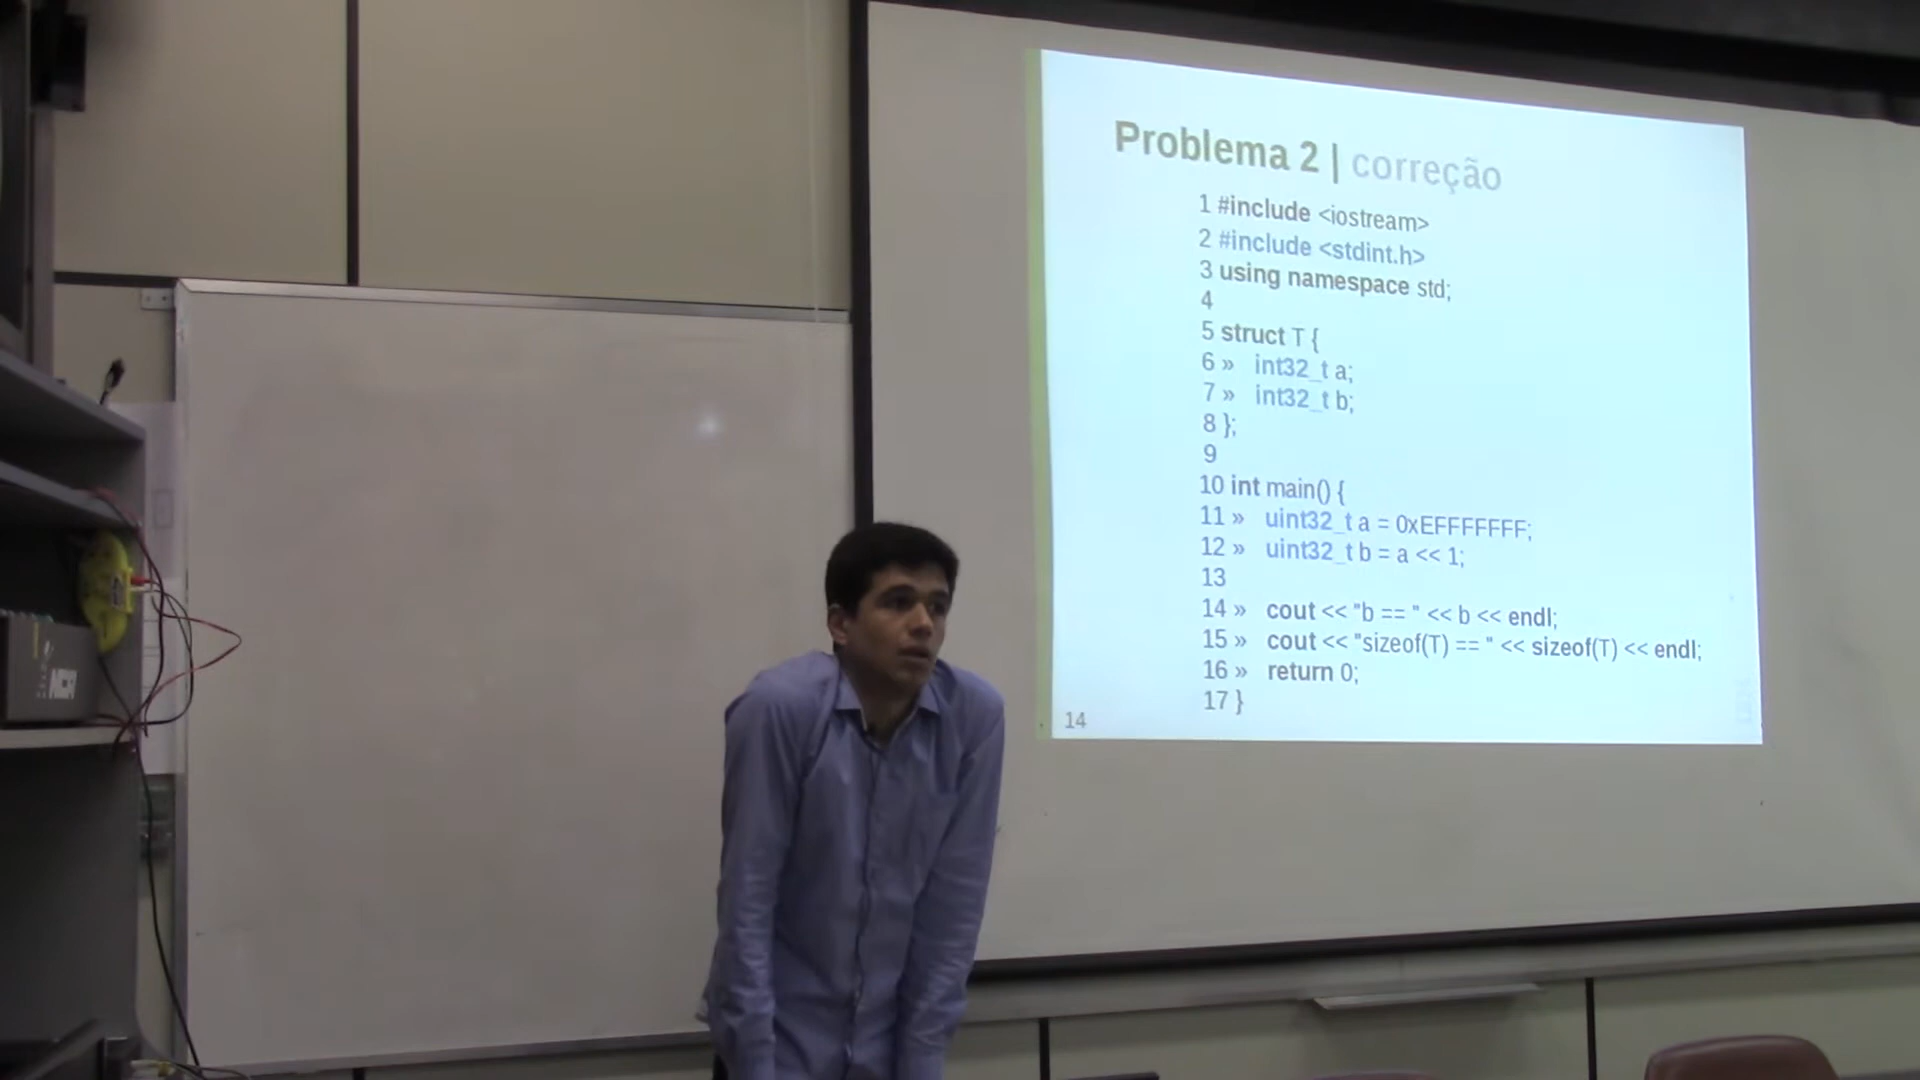 Problema 2 | correção
1 #include <iostream>
2 #include <stdint.h>
3 using namespace std;
4
5 struct T {
6 » int32_t a;
7 » int32_t b;
8 };
9
10 int main() {
11 » uint32_t a = 0xEFFFFFFF;
12 » uint32_t b = a << 1;
13
14 » cout << "b == " << b << endl;
15 » cout << "sizeof(T) == " << sizeof(T) << endl;
16 » return 0;
17 }
14